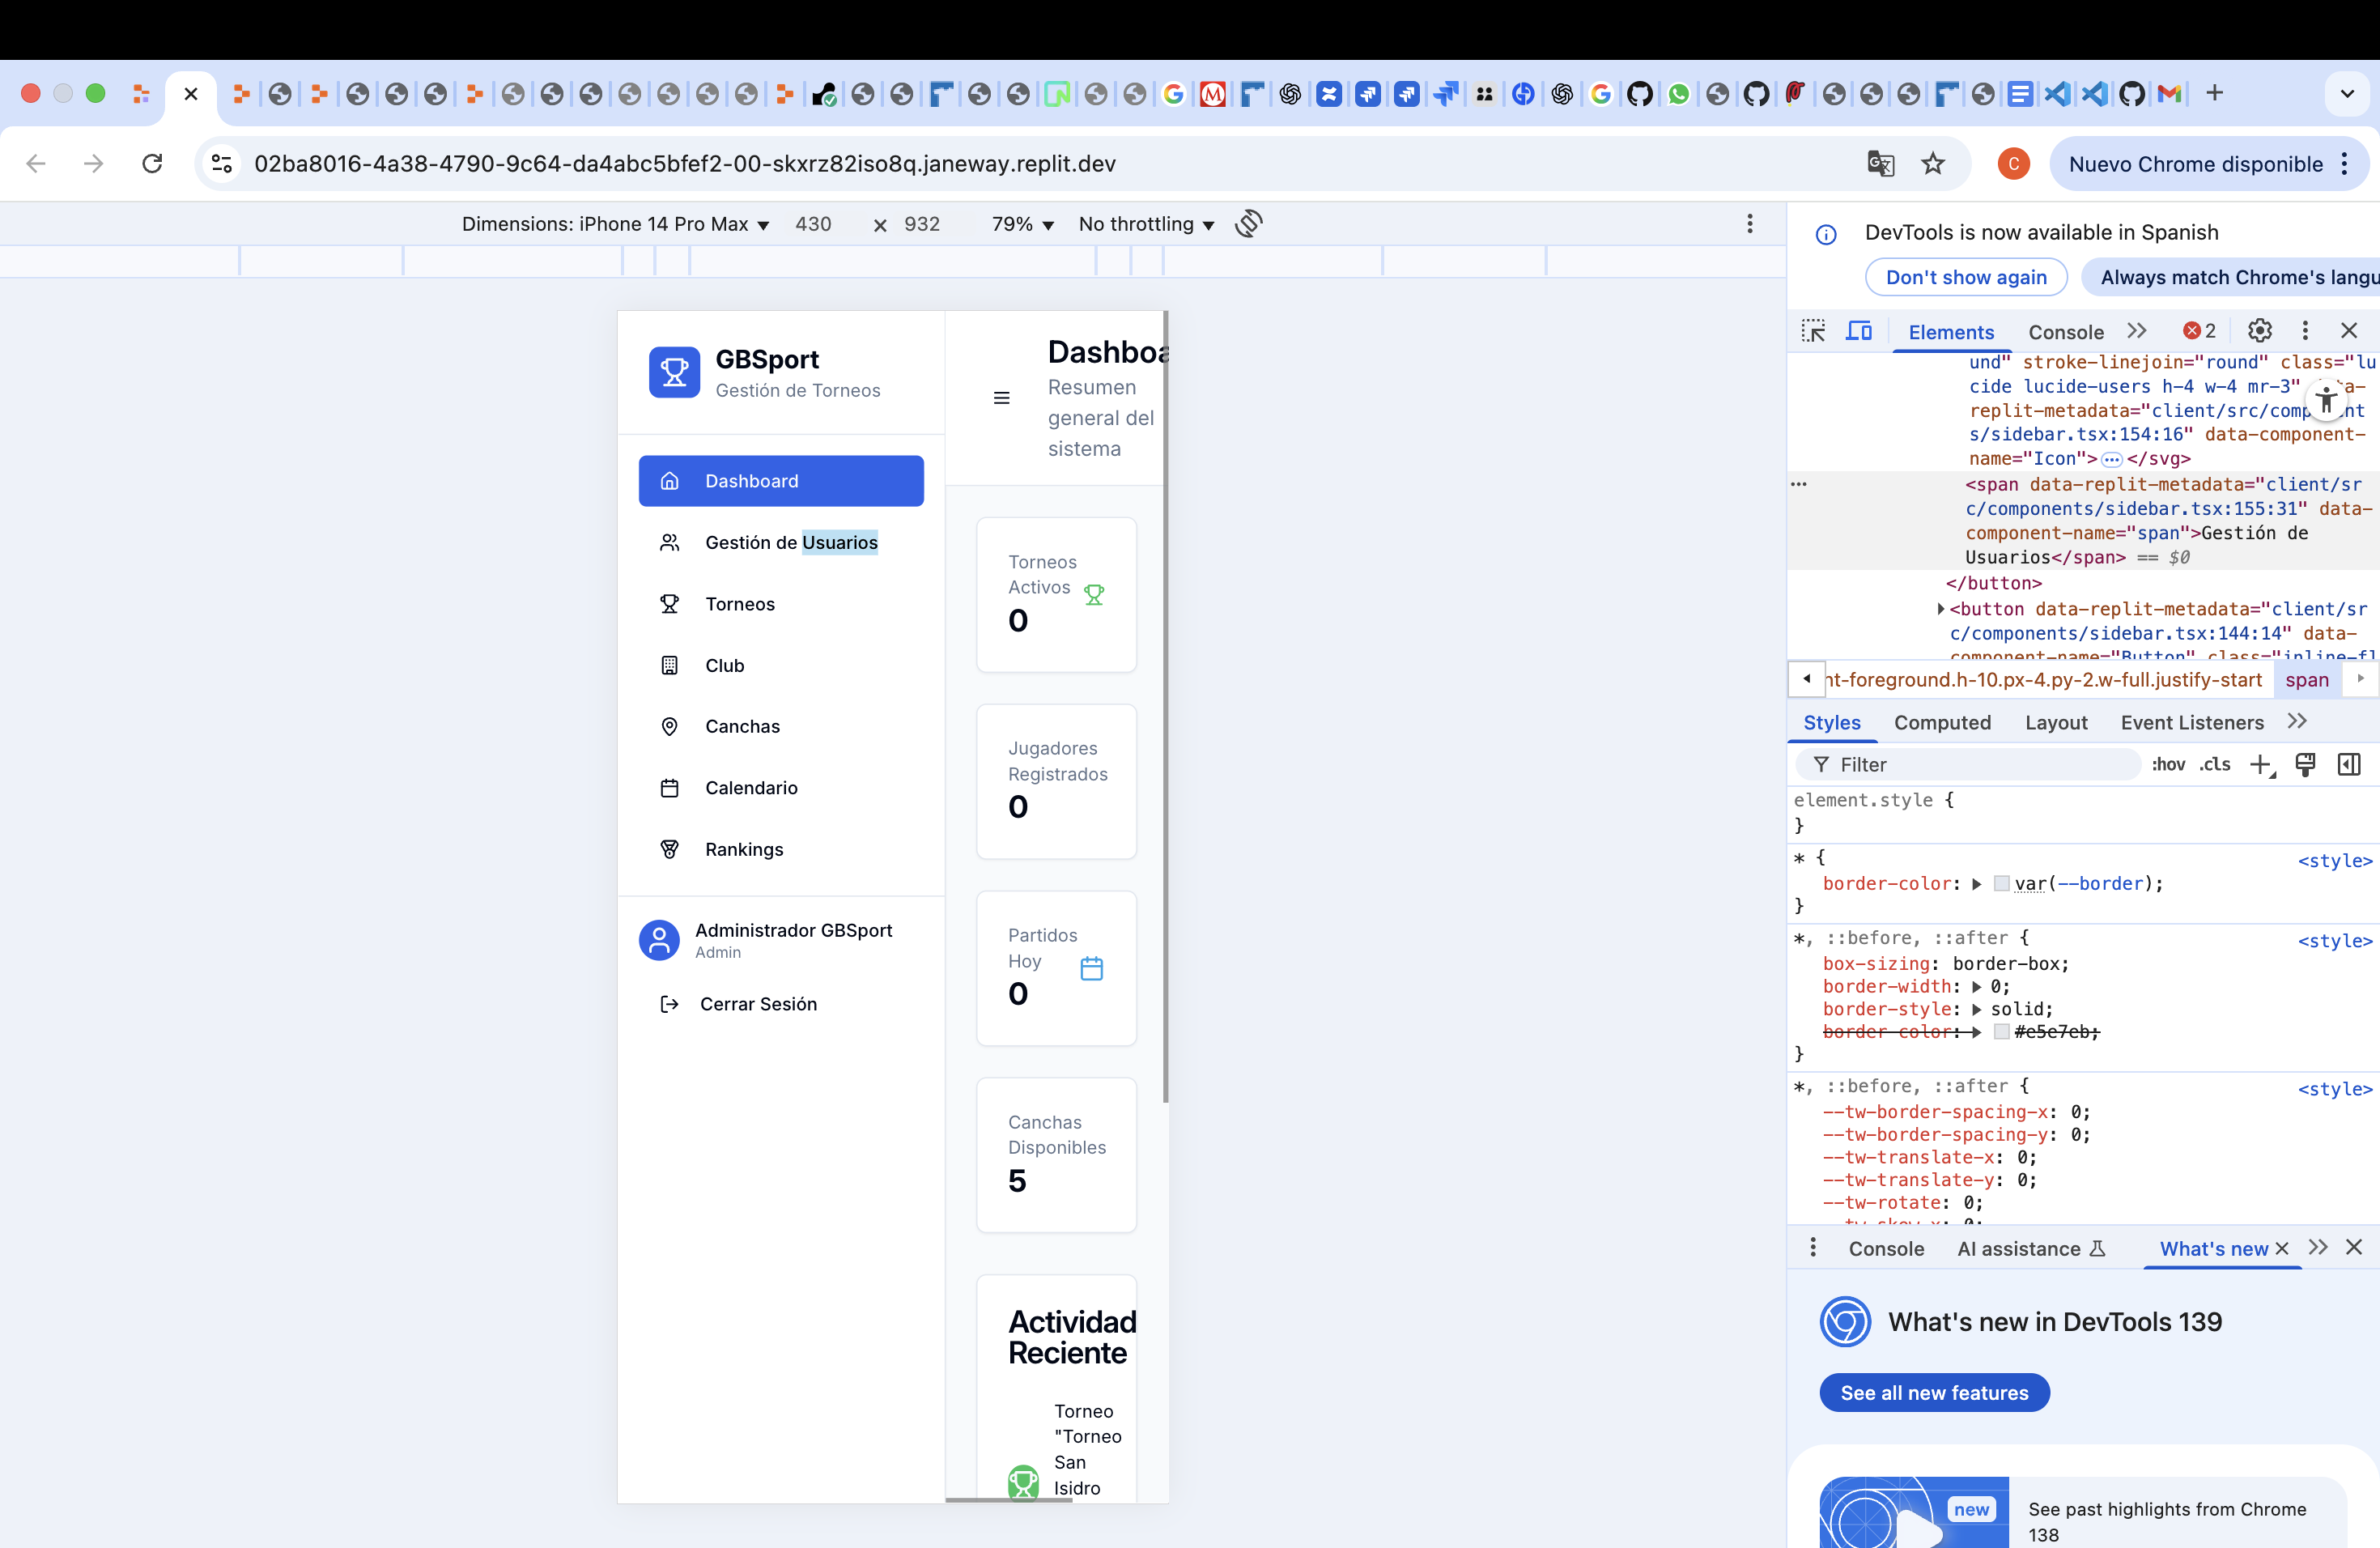 02ba8016-4a38-4790-9c64-da4abc5bfef2-00-skxrz82iso8q.janeway.replit.dev
C
Nuevo Chrome disponible
Dimensions: iPhone 14 Pro Max
430
×
932
79%
No throttling
GBSport
Gestión de Torneos
Dashboard
Gestión de Usuarios
Torneos
Club
Canchas
Calendario
Rankings
Administrador GBSport
Admin
Cerrar Sesión
Dashboa
Resumen
general del
sistema
Torneos
Activos
0
Jugadores
Registrados
0
Partidos
Hoy
0
Canchas
Disponibles
5
Actividad
Reciente
Torneo
"Torneo
San
Isidro
DevTools is now available in Spanish
Don't show again
Always match Chrome's langu
Elements
Console
2
und" stroke-linejoin="round" class="lu
cide lucide-users h-4 w-4 mr-3" a-
replit-metadata="client/src/comp nt
s/sidebar.tsx:154:16" data-component-
name="Icon">…</svg>
<span data-replit-metadata="client/sr
c/components/sidebar.tsx:155:31" data-
component-name="span">Gestión de
Usuarios</span> == $0
</button>
<button data-replit-metadata="client/sr
c/components/sidebar.tsx:144:14" data-
component-name="Button" class="inline-fl
nt-foreground.h-10.px-4.py-2.w-full.justify-start
span
Styles
Computed
Layout
Event Listeners
Filter
:hov
.cls
element.style {
}
* {
<style>
border-color: var(--border);
}
*, ::before, ::after {
<style>
box-sizing: border-box;
border-width: 0;
border-style: solid;
border-color: #e5e7eb;
}
*, ::before, ::after {
<style>
--tw-border-spacing-x: 0;
--tw-border-spacing-y: 0;
--tw-translate-x: 0;
--tw-translate-y: 0;
--tw-rotate: 0;
--tw-skew-x: 0;
Console
AI assistance
What's new
What's new in DevTools 139
See all new features
new
See past highlights from Chrome
138